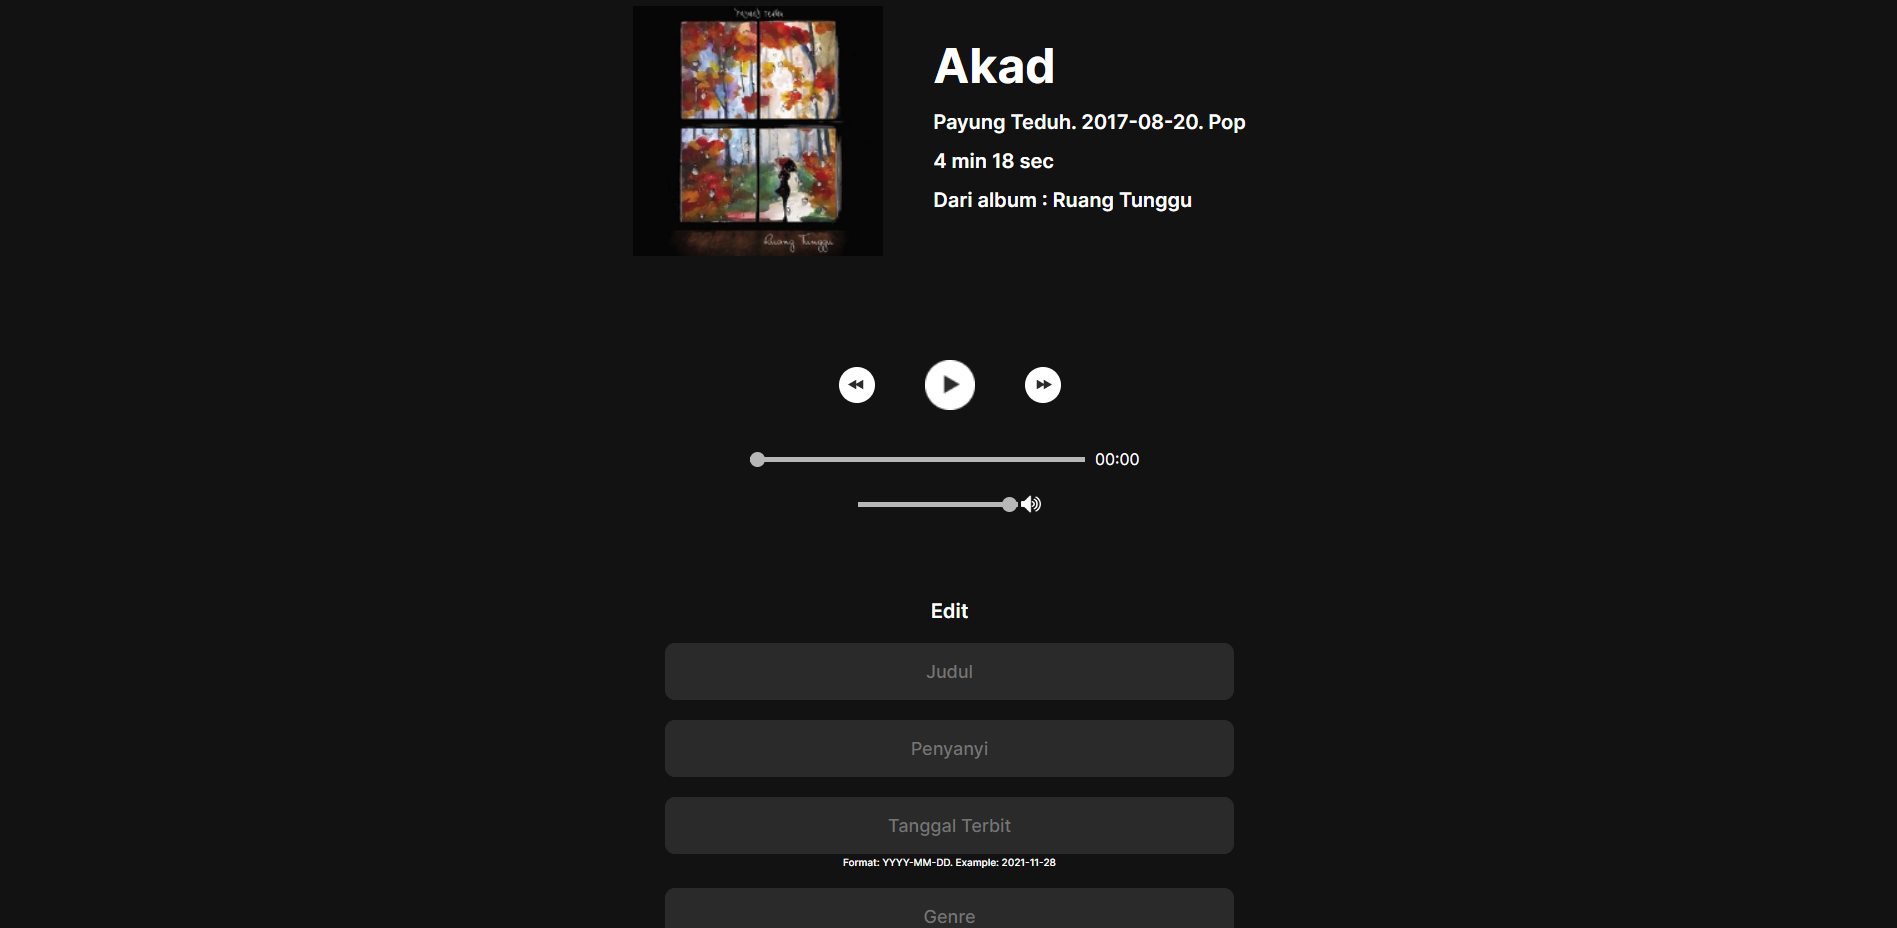 Payung Teduh
Ruang Tunggu
Akad
Payung Teduh. 2017-08-20. Pop
4 min 18 sec
Dari album : Ruang Tunggu
00:00
Edit
Judul
Penyanyi
Tanggal Terbit
Format: YYYY-MM-DD. Example: 2021-11-28
Genre